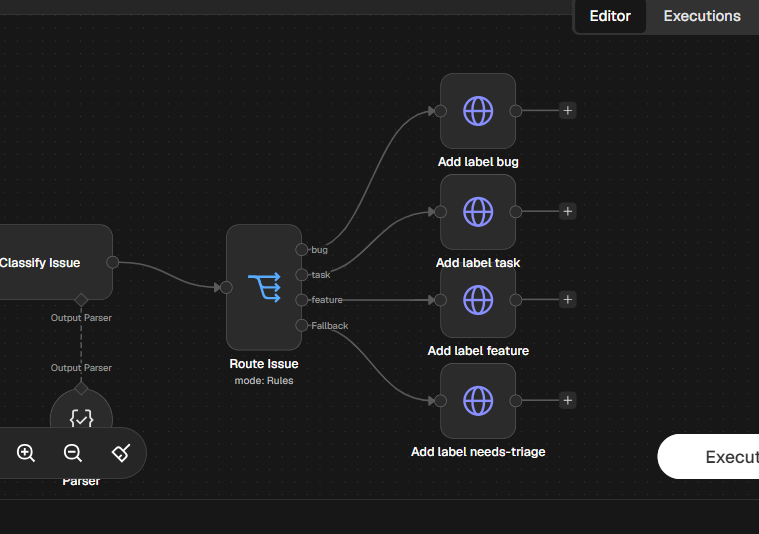 Editor
Executions
Add label bug
Add label task
Add label feature
Add label needs-triage
Classify Issue
bug
task
feature
Fallback
Route Issue
mode: Rules
Output Parser
Output Parser
Parser
Execut